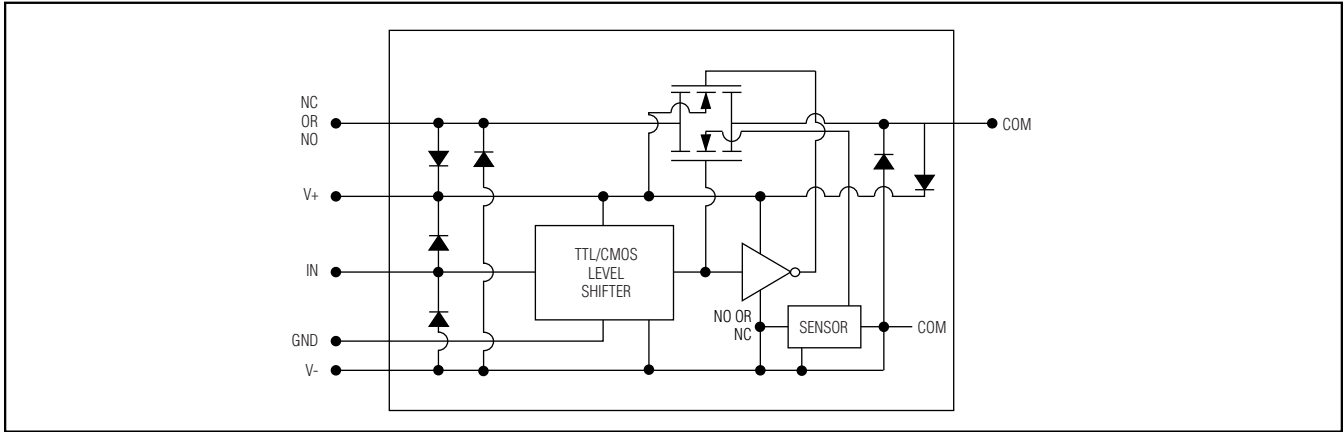 NC
OR
NO
COM
V+
IN
TTL/CMOS
LEVEL
SHIFTER
NO OR
NC
SENSOR
COM
GND
V-